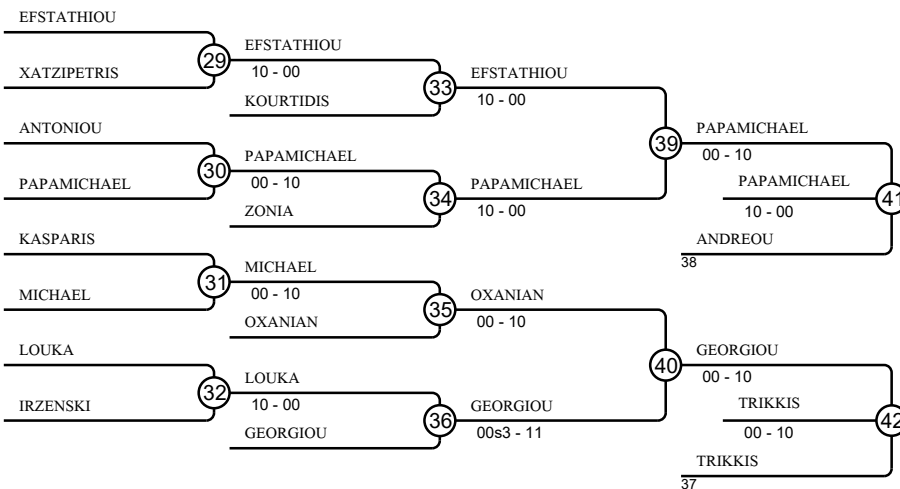 EFSTATHIOU
XATZIPETRIS
29
EFSTATHIOU
10 - 00
KOURTIDIS
33
EFSTATHIOU
10 - 00
ANTONIOU
PAPAMICHAEL
30
PAPAMICHAEL
00 - 10
ZONIA
34
PAPAMICHAEL
10 - 00
39
PAPAMICHAEL
00 - 10
PAPAMICHAEL
10 - 00
41
ANDREOU
38
KASPARIS
MICHAEL
31
MICHAEL
00 - 10
OXANIAN
35
OXANIAN
00 - 10
LOUKA
IRZENSKI
32
LOUKA
10 - 00
GEORGIOU
36
GEORGIOU
00s3 - 11
40
GEORGIOU
00 - 10
TRIKKIS
00 - 10
42
TRIKKIS
37